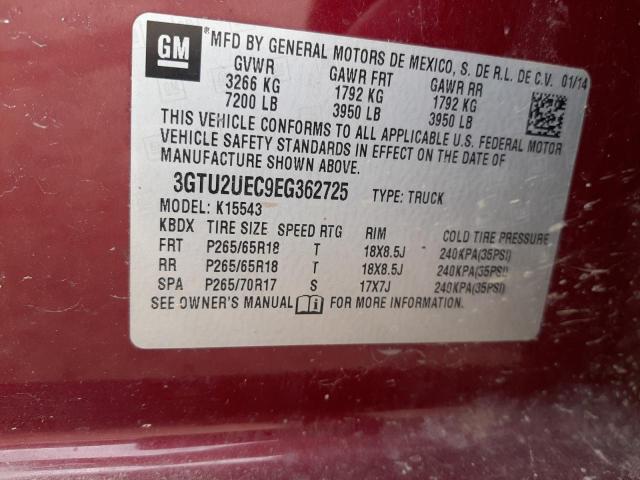 GM
MFD BY GENERAL MOTORS DE MEXICO, S. DE R.L. DE C.V. 01/14
GVWR GAWR FRT GAWR RR
3266 KG 1792 KG 1792 KG
7200 LB 3950 LB 3950 LB
THIS VEHICLE CONFORMS TO ALL APPLICABLE U.S. FEDERAL MOTOR
VEHICLE SAFETY STANDARDS IN EFFECT ON THE DATE OF
MANUFACTURE SHOWN ABOVE.
3GTU2UEC9EG362725 TYPE: TRUCK
MODEL: K15543
KBDX TIRE SIZE SPEED RTG RIM COLD TIRE PRESSURE
FRT P265/65R18 T 18X8.5J 240KPA(35PSI)
RR P265/65R18 T 18X8.5J 240KPA(35PSI)
SPA P265/70R17 S 17X7J 240KPA(35PSI)
SEE OWNER'S MANUAL FOR MORE INFORMATION.